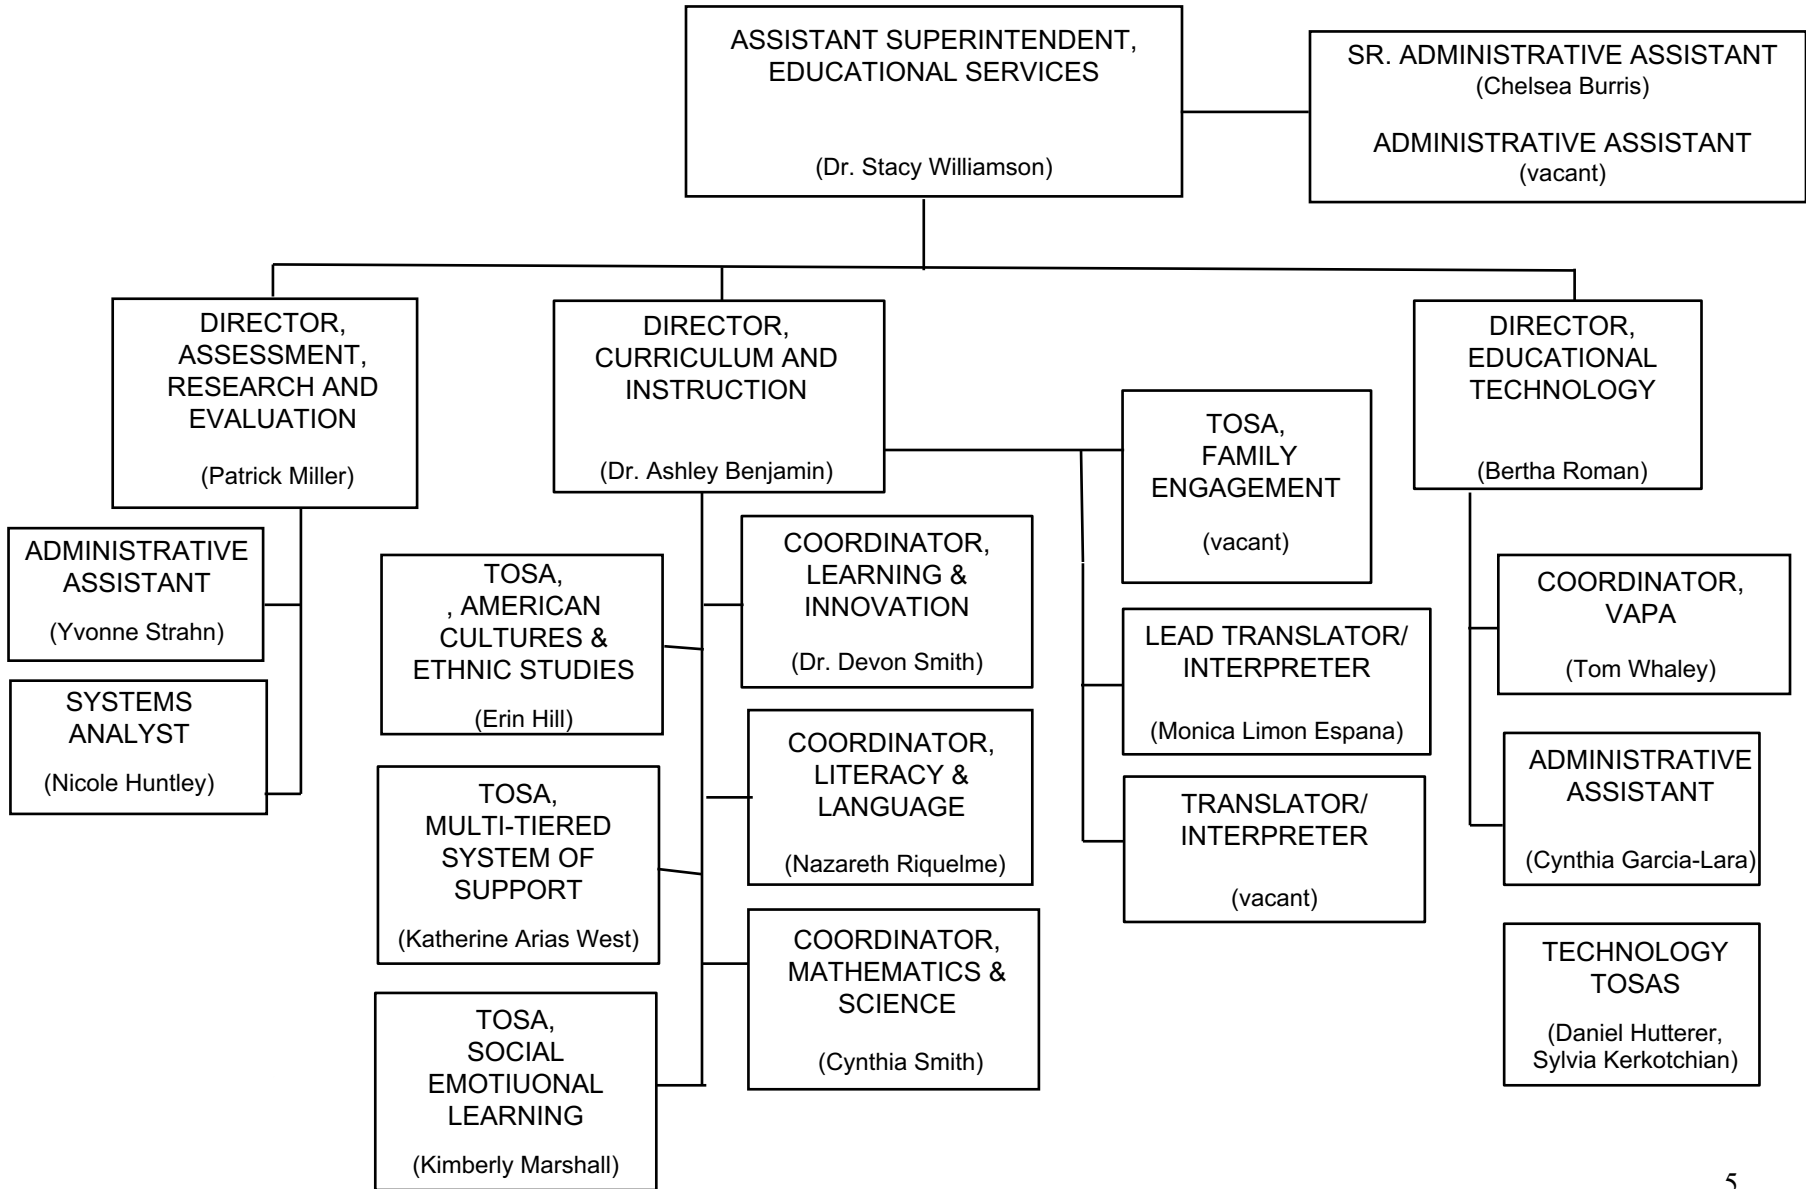 ASSISTANT SUPERINTENDENT,
EDUCATIONAL SERVICES
(Dr. Stacy Williamson)
SR. ADMINISTRATIVE ASSISTANT
(Chelsea Burris)
ADMINISTRATIVE ASSISTANT
(vacant)
DIRECTOR,
ASSESSMENT,
RESEARCH AND
EVALUATION
(Patrick Miller)
ADMINISTRATIVE
ASSISTANT
(Yvonne Strahn)
SYSTEMS
ANALYST
(Nicole Huntley)
DIRECTOR,
CURRICULUM AND
INSTRUCTION
(Dr. Ashley Benjamin)
TOSA,
, AMERICAN
CULTURES &
ETHNIC STUDIES
(Erin Hill)
TOSA,
MULTI-TIERED
SYSTEM OF
SUPPORT
(Katherine Arias West)
TOSA,
SOCIAL
EMOTIUONAL
LEARNING
(Kimberly Marshall)
COORDINATOR,
LEARNING &
INNOVATION
(Dr. Devon Smith)
COORDINATOR,
LITERACY &
LANGUAGE
(Nazareth Riquelme)
COORDINATOR,
MATHEMATICS &
SCIENCE
(Cynthia Smith)
TOSA,
FAMILY
ENGAGEMENT
(vacant)
LEAD TRANSLATOR/
INTERPRETER
(Monica Limon Espana)
TRANSLATOR/
INTERPRETER
(vacant)
DIRECTOR,
EDUCATIONAL
TECHNOLOGY
(Bertha Roman)
COORDINATOR,
VAPA
(Tom Whaley)
ADMINISTRATIVE
ASSISTANT
(Cynthia Garcia-Lara)
TECHNOLOGY
TOSAS
(Daniel Hutterer,
Sylvia Kerkotchian)
5